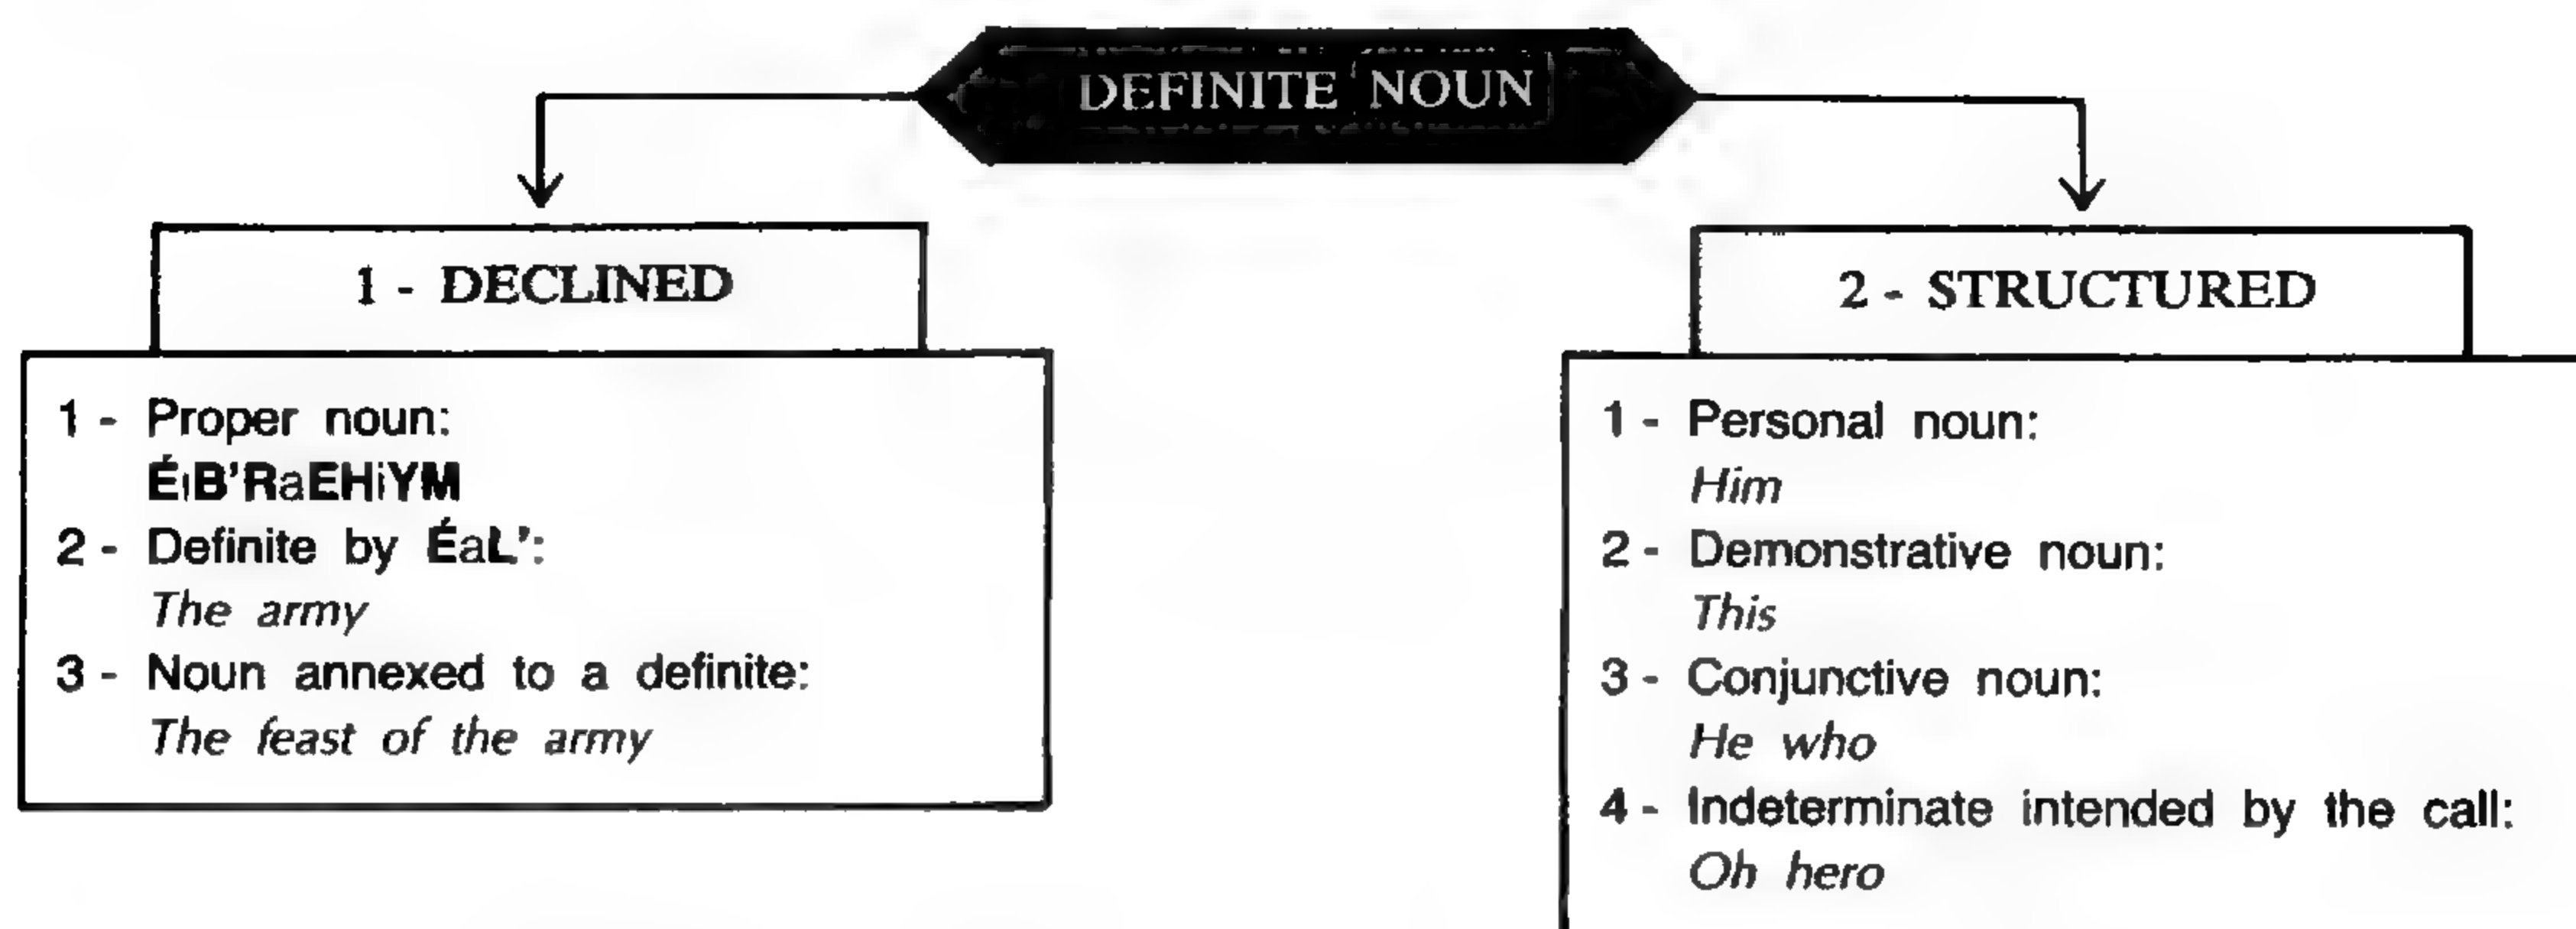 DEFINITE NOUN
1 - DECLINED
1 - Proper noun:
ÉiB'RaEHiYM
2 - Definite by ÉaL':
The army
3 - Noun annexed to a definite:
The feast of the army
2 - STRUCTURED
1 - Personal noun:
Him
2 - Demonstrative noun:
This
3 - Conjunctive noun:
He who
4 - Indeterminate intended by the call:
Oh hero